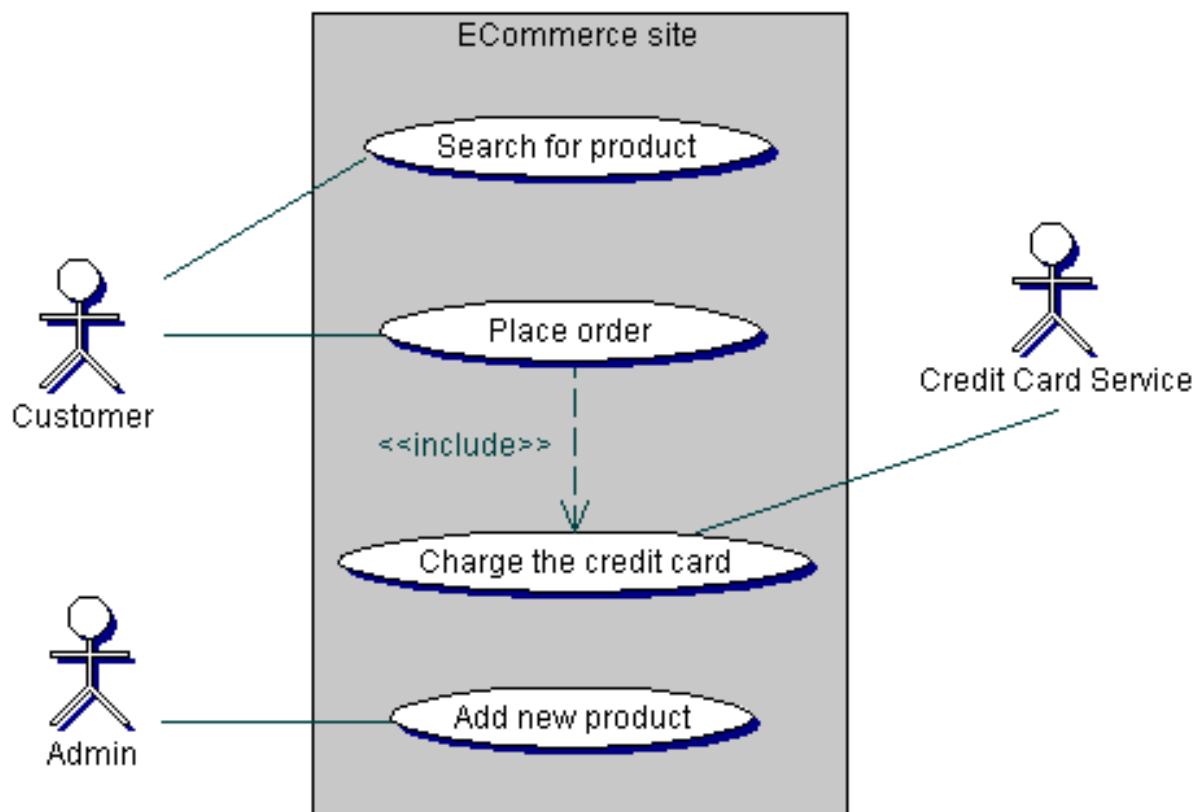 ECommerce site
Search for product
Place order
Customer
Credit Card Service
<<include>>
Charge the credit card
Add new product
Admin